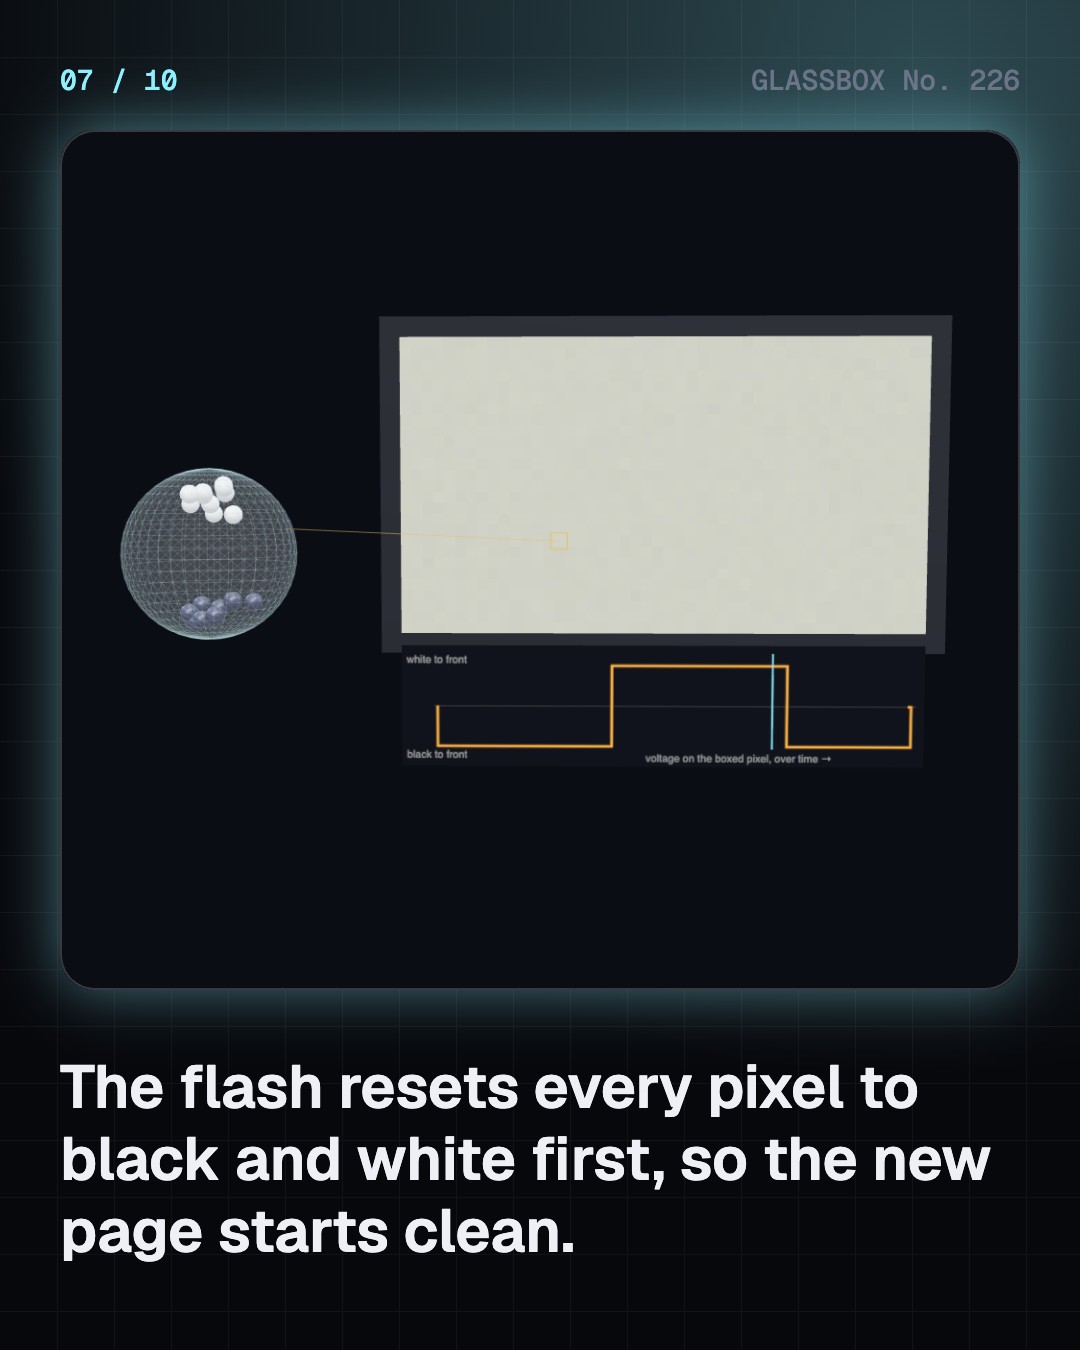 07 / 10
GLASSBOX No. 226
white to front
black to front
voltage on the boxed pixel, over time →
The flash resets every pixel to
black and white first, so the new
page starts clean.